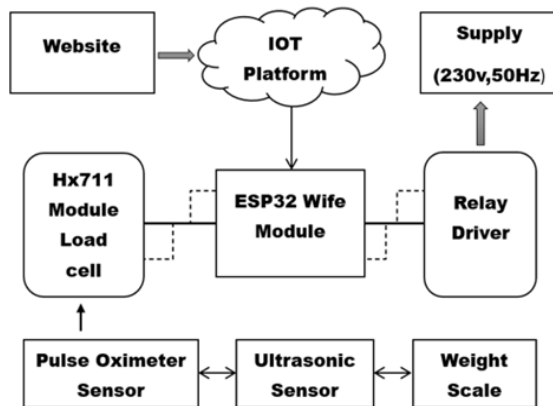 Website
IOT
Platform
Supply
(230v,50Hz)
Hx711
Module
Load
cell
ESP32 Wife
Module
Relay
Driver
Pulse Oximeter
Sensor
Ultrasonic
Sensor
Weight
Scale